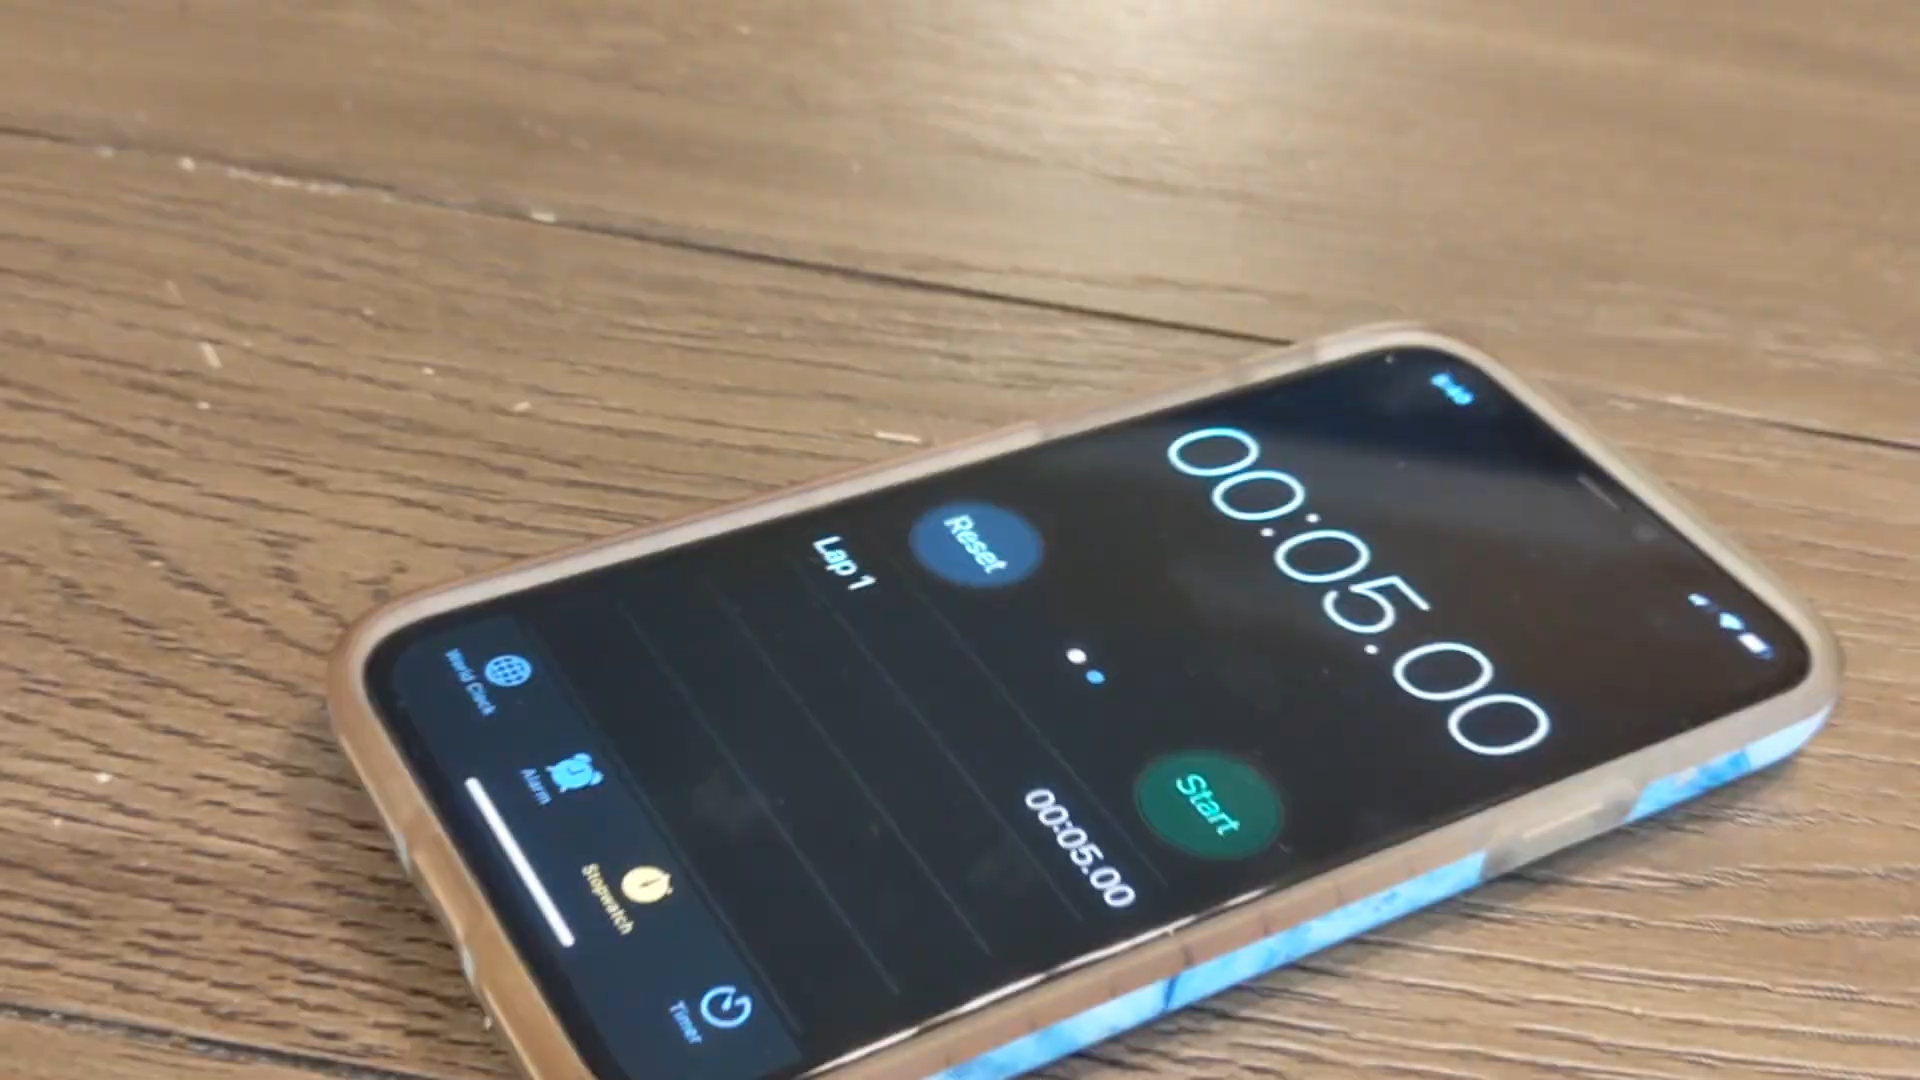 00:05.00
Reset
Start
Lap 1 00:05.00
World Clock
Alarm
Stopwatch
Timer